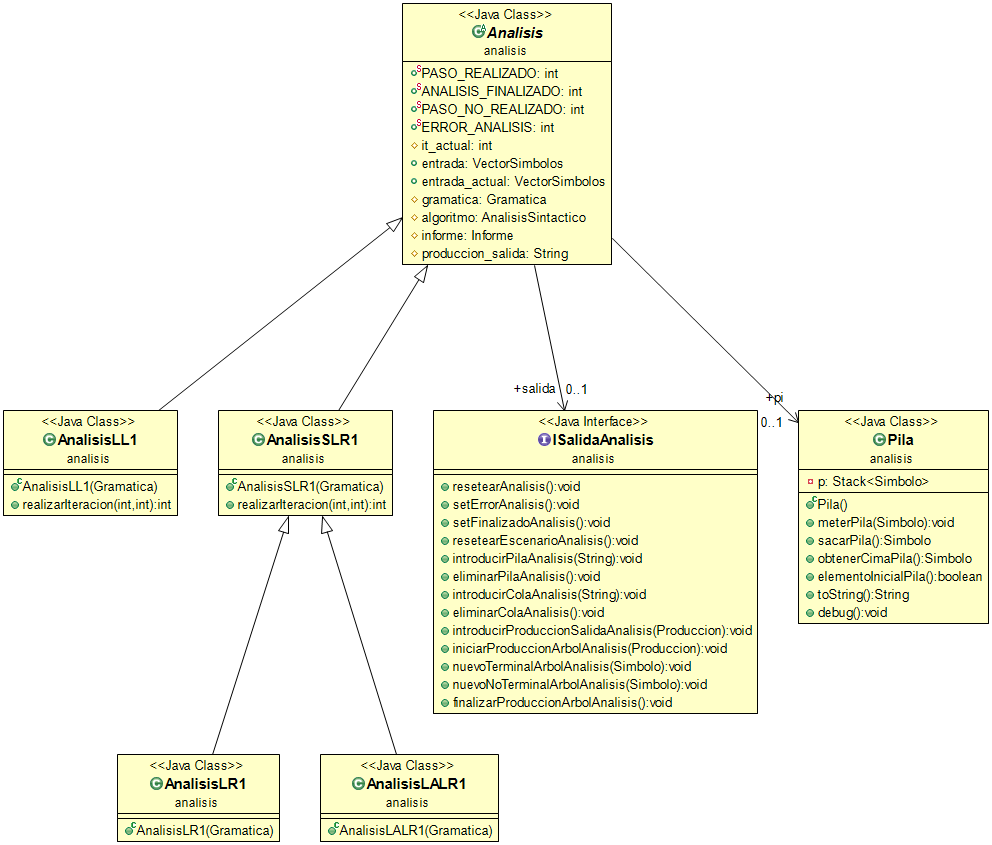 <<Java Class>>
Analisis
analisis
PASO_REALIZADO: int
ANALISIS_FINALIZADO: int
PASO_NO_REALIZADO: int
ERROR_ANALISIS: int
it_actual: int
entrada: VectorSimbolos
entrada_actual: VectorSimbolos
gramatica: Gramatica
algoritmo: AnalisisSintactico
informe: Informe
produccion_salida: String
+salida
0..1
+pi
0..1
<<Java Class>>
AnalisisLL1
analisis
AnalisisLL1(Gramatica)
realizarIteracion(int,int):int
<<Java Class>>
AnalisisSLR1
analisis
AnalisisSLR1(Gramatica)
realizarIteracion(int,int):int
<<Java Interface>>
ISalidaAnalisis
analisis
resetearAnalisis():void
setErrorAnalisis():void
setFinalizadoAnalisis():void
resetearEscenarioAnalisis():void
introducirPilaAnalisis(String):void
eliminarPilaAnalisis():void
introducirColaAnalisis(String):void
eliminarColaAnalisis():void
introducirProduccionSalidaAnalisis(Produccion):void
iniciarProduccionArbolAnalisis(Produccion):void
nuevoTerminalArbolAnalisis(Simbolo):void
nuevoNoTerminalArbolAnalisis(Simbolo):void
finalizarProduccionArbolAnalisis():void
<<Java Class>>
Pila
analisis
p: Stack<Simbolo>
Pila()
meterPila(Simbolo):void
sacarPila():Simbolo
obtenerCimaPila():Simbolo
elementoInicialPila():boolean
toString():String
debug():void
<<Java Class>>
AnalisisLR1
analisis
AnalisisLR1(Gramatica)
<<Java Class>>
AnalisisLALR1
analisis
AnalisisLALR1(Gramatica)